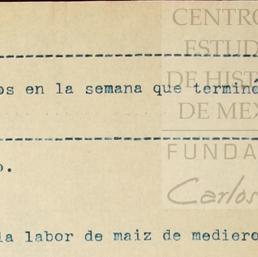 CENTRO
ESTUD
DE HIST
DE MEX
FUNDA
Carlos
os en la semana que terminó
o.
la labor de maiz de mediero